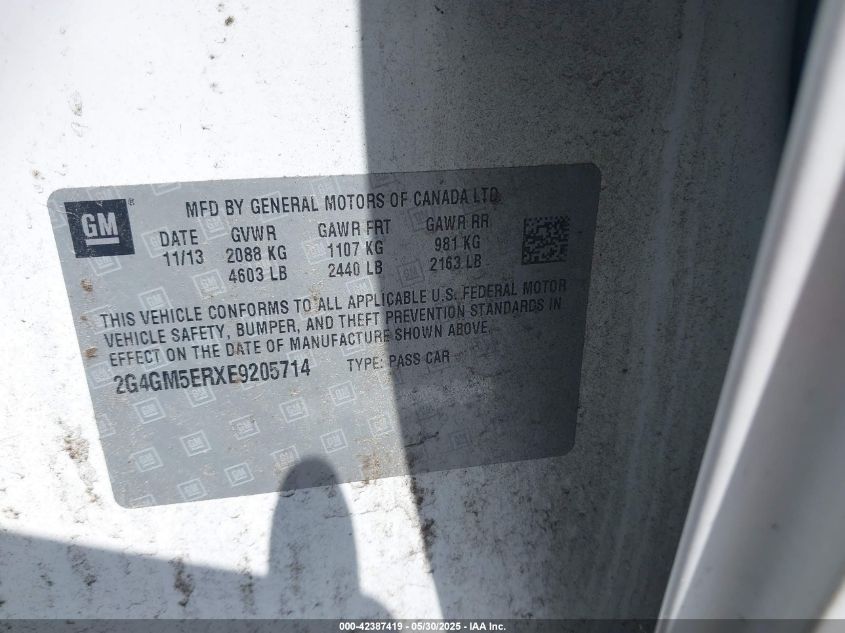 GM ®
MFD BY GENERAL MOTORS OF CANADA LTD
DATE GVWR GAWR FRT GAWR RR
11/13 2088 KG 1107 KG 981 KG
4603 LB 2440 LB 2163 LB
THIS VEHICLE CONFORMS TO ALL APPLICABLE U.S. FEDERAL MOTOR
VEHICLE SAFETY, BUMPER, AND THEFT PREVENTION STANDARDS IN
EFFECT ON THE DATE OF MANUFACTURE SHOWN ABOVE.
2G4GM5ERXE9205714 TYPE: PASS CAR
000-42387419 - 05/30/2025 - IAA Inc.